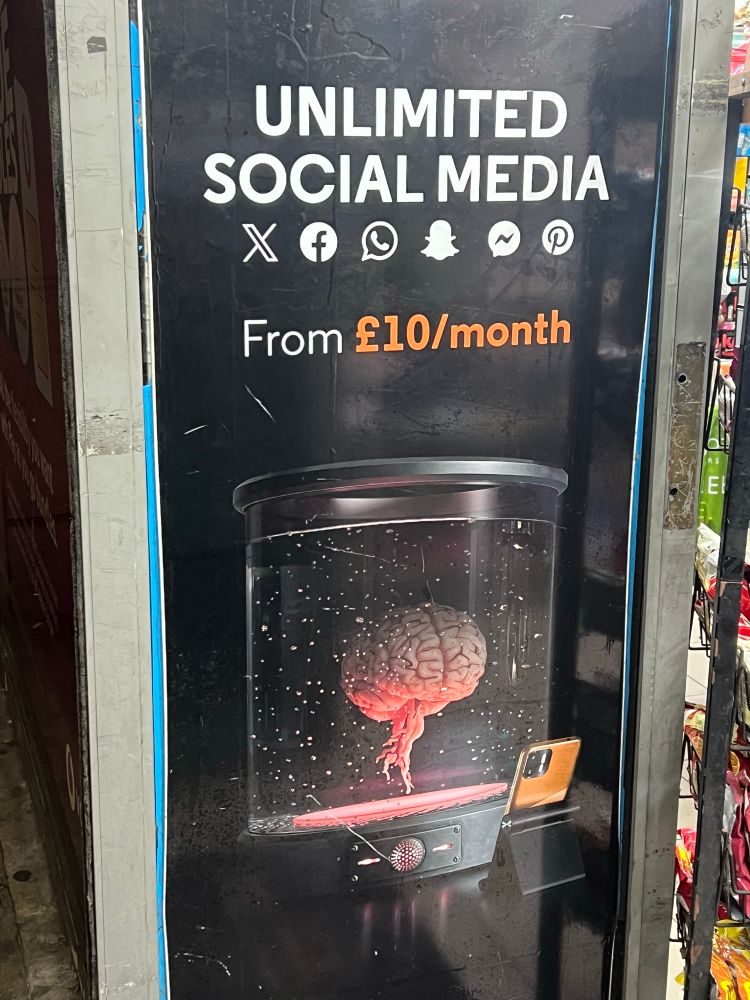 UNLIMITED
SOCIAL MEDIA
From £10/month